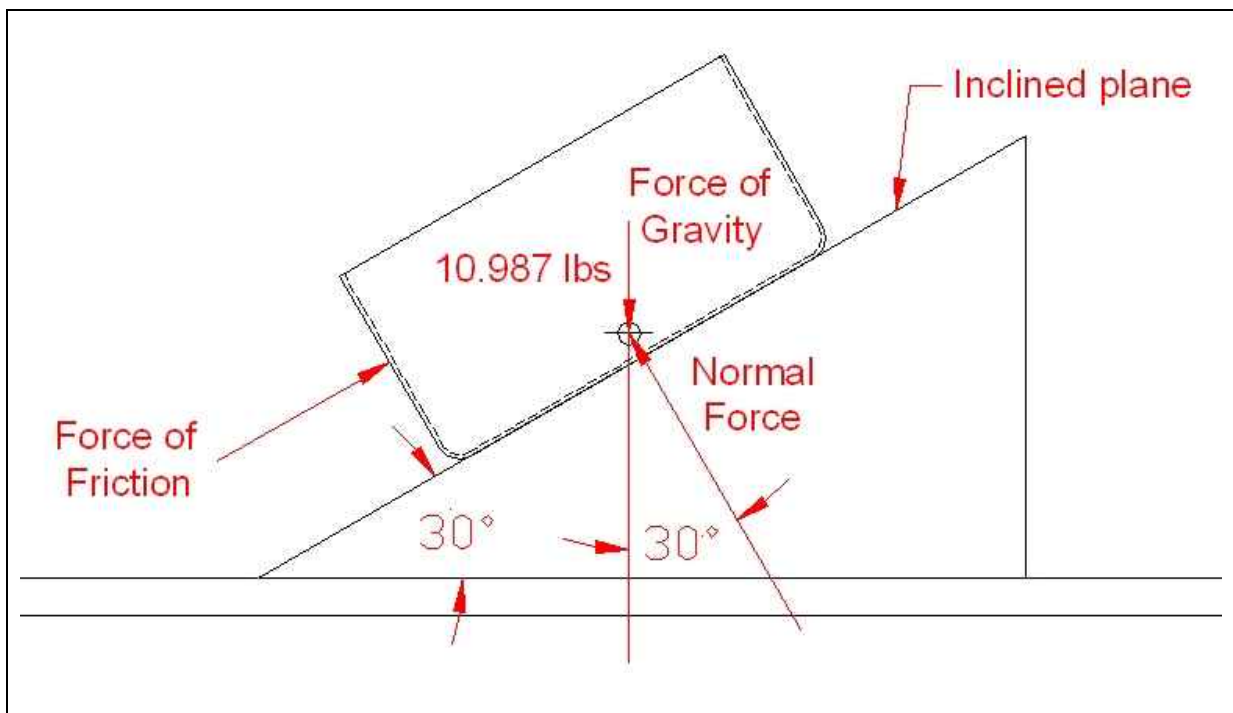 Inclined plane
Force of
Gravity
10.987 lbs
Normal
Force
Force of
Friction
30°
30°